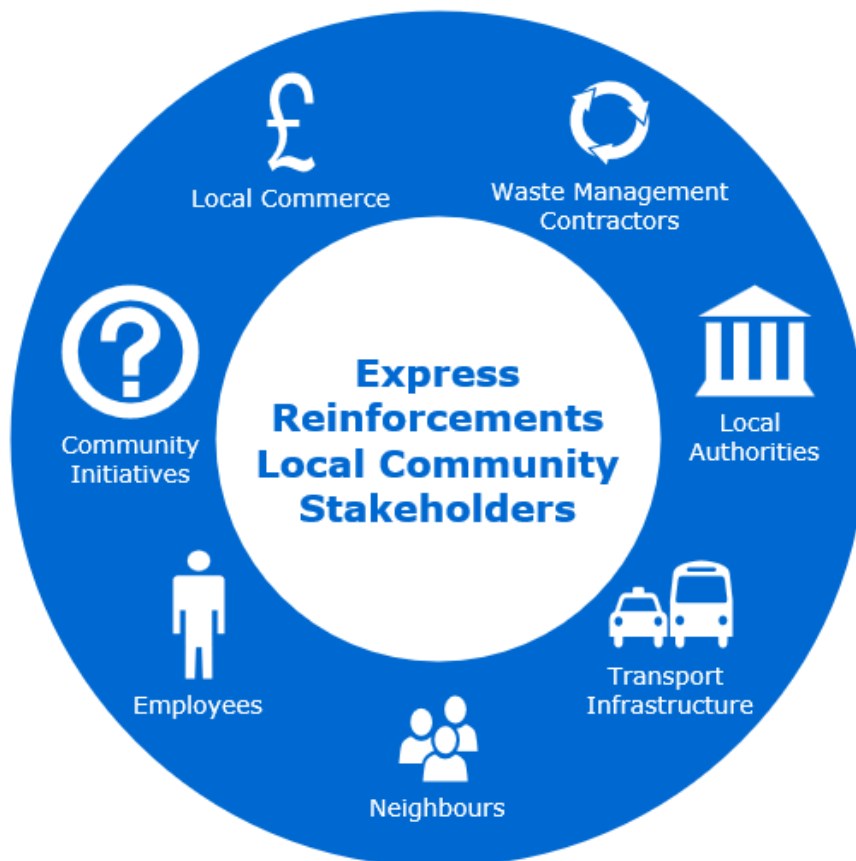 £
Local Commerce
Waste Management
Contractors
?
Community
Initiatives
Local
Authorities
Express
Reinforcements
Local Community
Stakeholders
Employees
Transport
Infrastructure
Neighbours